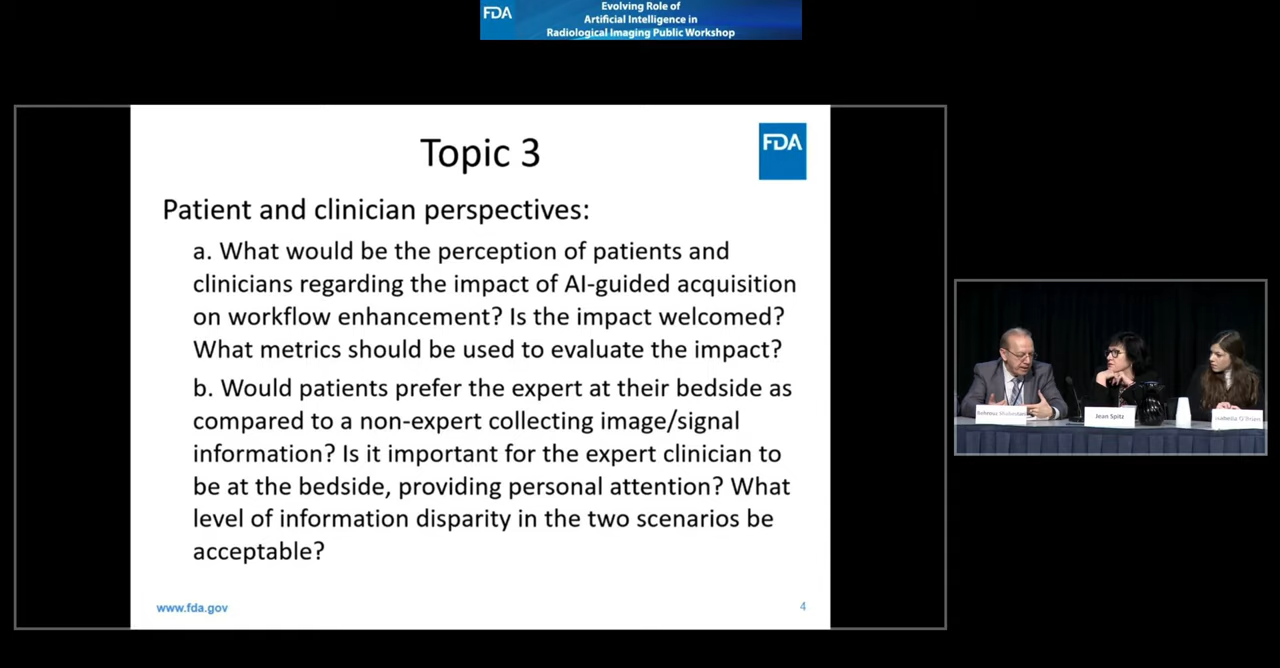 FDA
Evolving Role of
Artificial Intelligence in
Radiological Imaging Public Workshop
Topic 3
FDA
Patient and clinician perspectives:
a. What would be the perception of patients and
clinicians regarding the impact of AI-guided acquisition
on workflow enhancement? Is the impact welcomed?
What metrics should be used to evaluate the impact?
b. Would patients prefer the expert at their bedside as
compared to a non-expert collecting image/signal
information? Is it important for the expert clinician to
be at the bedside, providing personal attention? What
level of information disparity in the two scenarios be
acceptable?
www.fda.gov
4
Jean Spitz